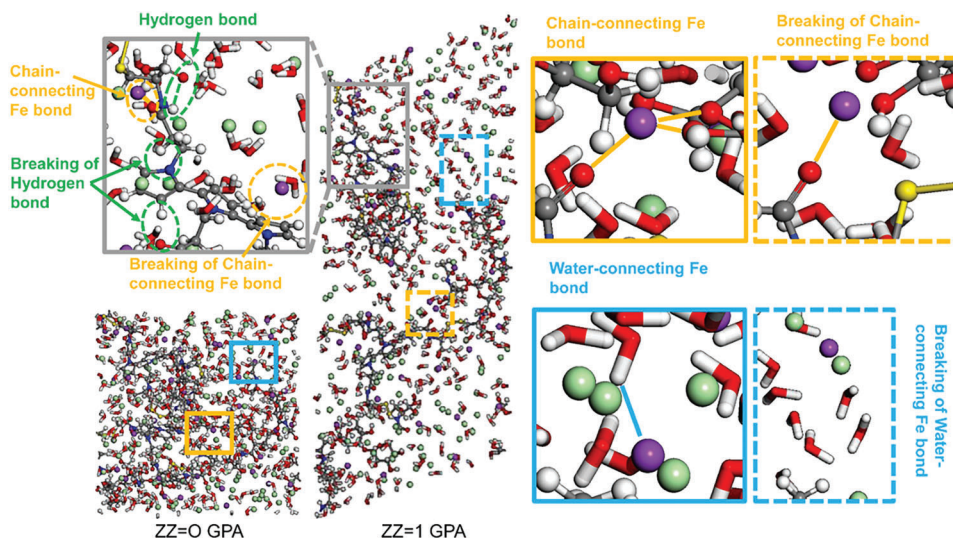 Hydrogen bond
Chain-
connecting
Fe bond
Breaking of
Hydrogen
bond
Breaking of Chain-
connecting Fe bond
ZZ=O GPA
ZZ=1 GPA
Chain-connecting Fe
bond
Breaking of Chain-
connecting Fe bond
Water-connecting Fe
bond
Breaking of Water-
connecting Fe bond